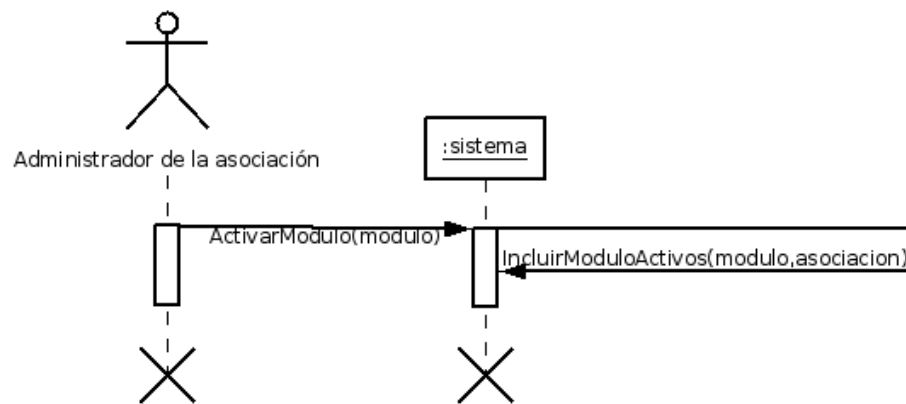 Administrador de la asociación
:sistema
ActivarModulo(modulo)
IncluirModuloActivos(modulo,asociacion)